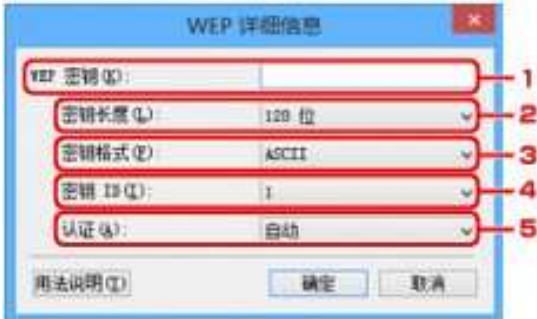 WEP 详细信息
WEP 密钥(K): 1
密钥长度(L): 128 位 2
密钥格式(F): ASCII 3
密钥 ID(I): 1 4
认证(A): 自动 5
用法说明(I) 确定 取消